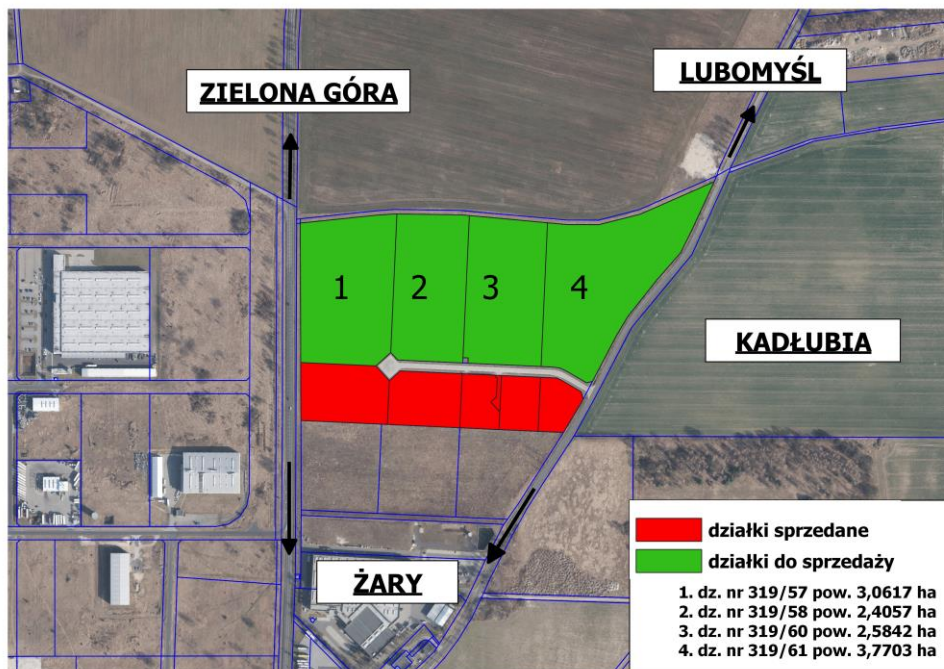 LUBOMYŚL
ZIELONA GÓRA
1
2
3
4
KADŁUBIA
ŻARY
działki sprzedane
działki do sprzedaży
1. dz. nr 319/57 pow. 3,0617 ha
2. dz. nr 319/58 pow. 2,4057 ha
3. dz. nr 319/60 pow. 2,5842 ha
4. dz. nr 319/61 pow. 3,7703 ha